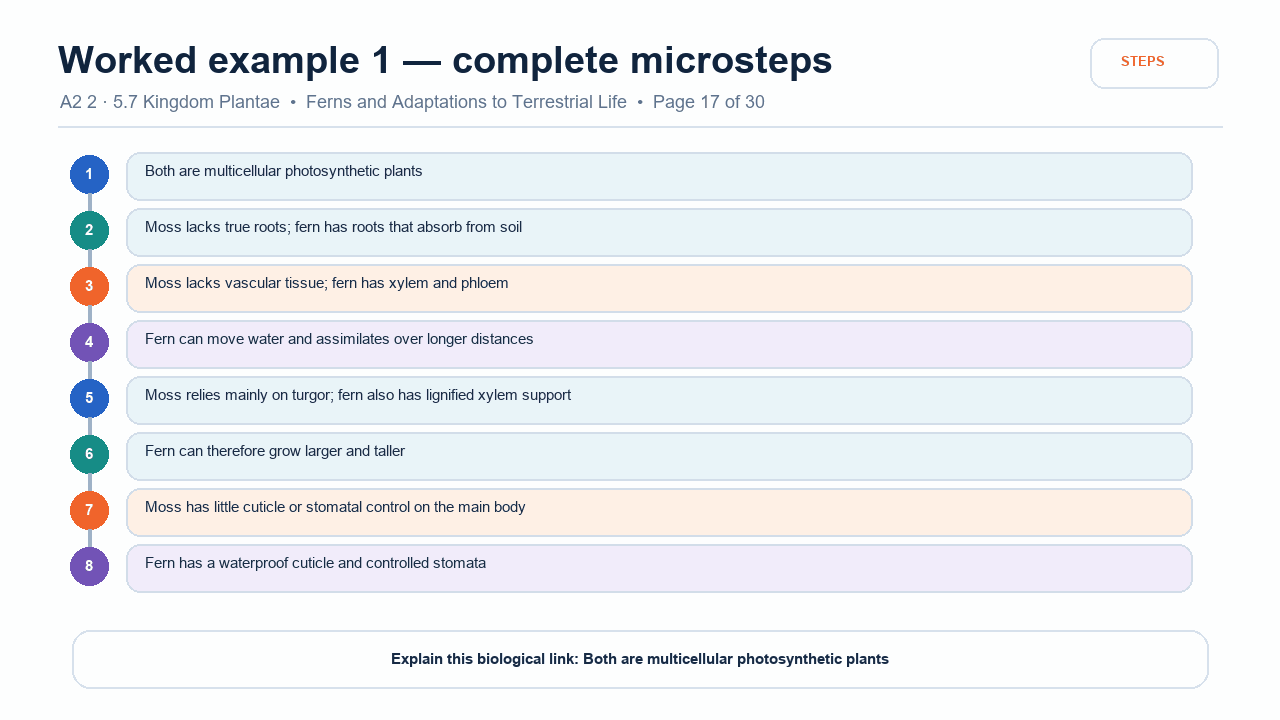 Worked example 1 — complete microsteps
STEPS
A2 2 · 5.7 Kingdom Plantae • Ferns and Adaptations to Terrestrial Life • Page 17 of 30
1 Both are multicellular photosynthetic plants
2 Moss lacks true roots; fern has roots that absorb from soil
3 Moss lacks vascular tissue; fern has xylem and phloem
4 Fern can move water and assimilates over longer distances
5 Moss relies mainly on turgor; fern also has lignified xylem support
6 Fern can therefore grow larger and taller
7 Moss has little cuticle or stomatal control on the main body
8 Fern has a waterproof cuticle and controlled stomata
Explain this biological link: Both are multicellular photosynthetic plants